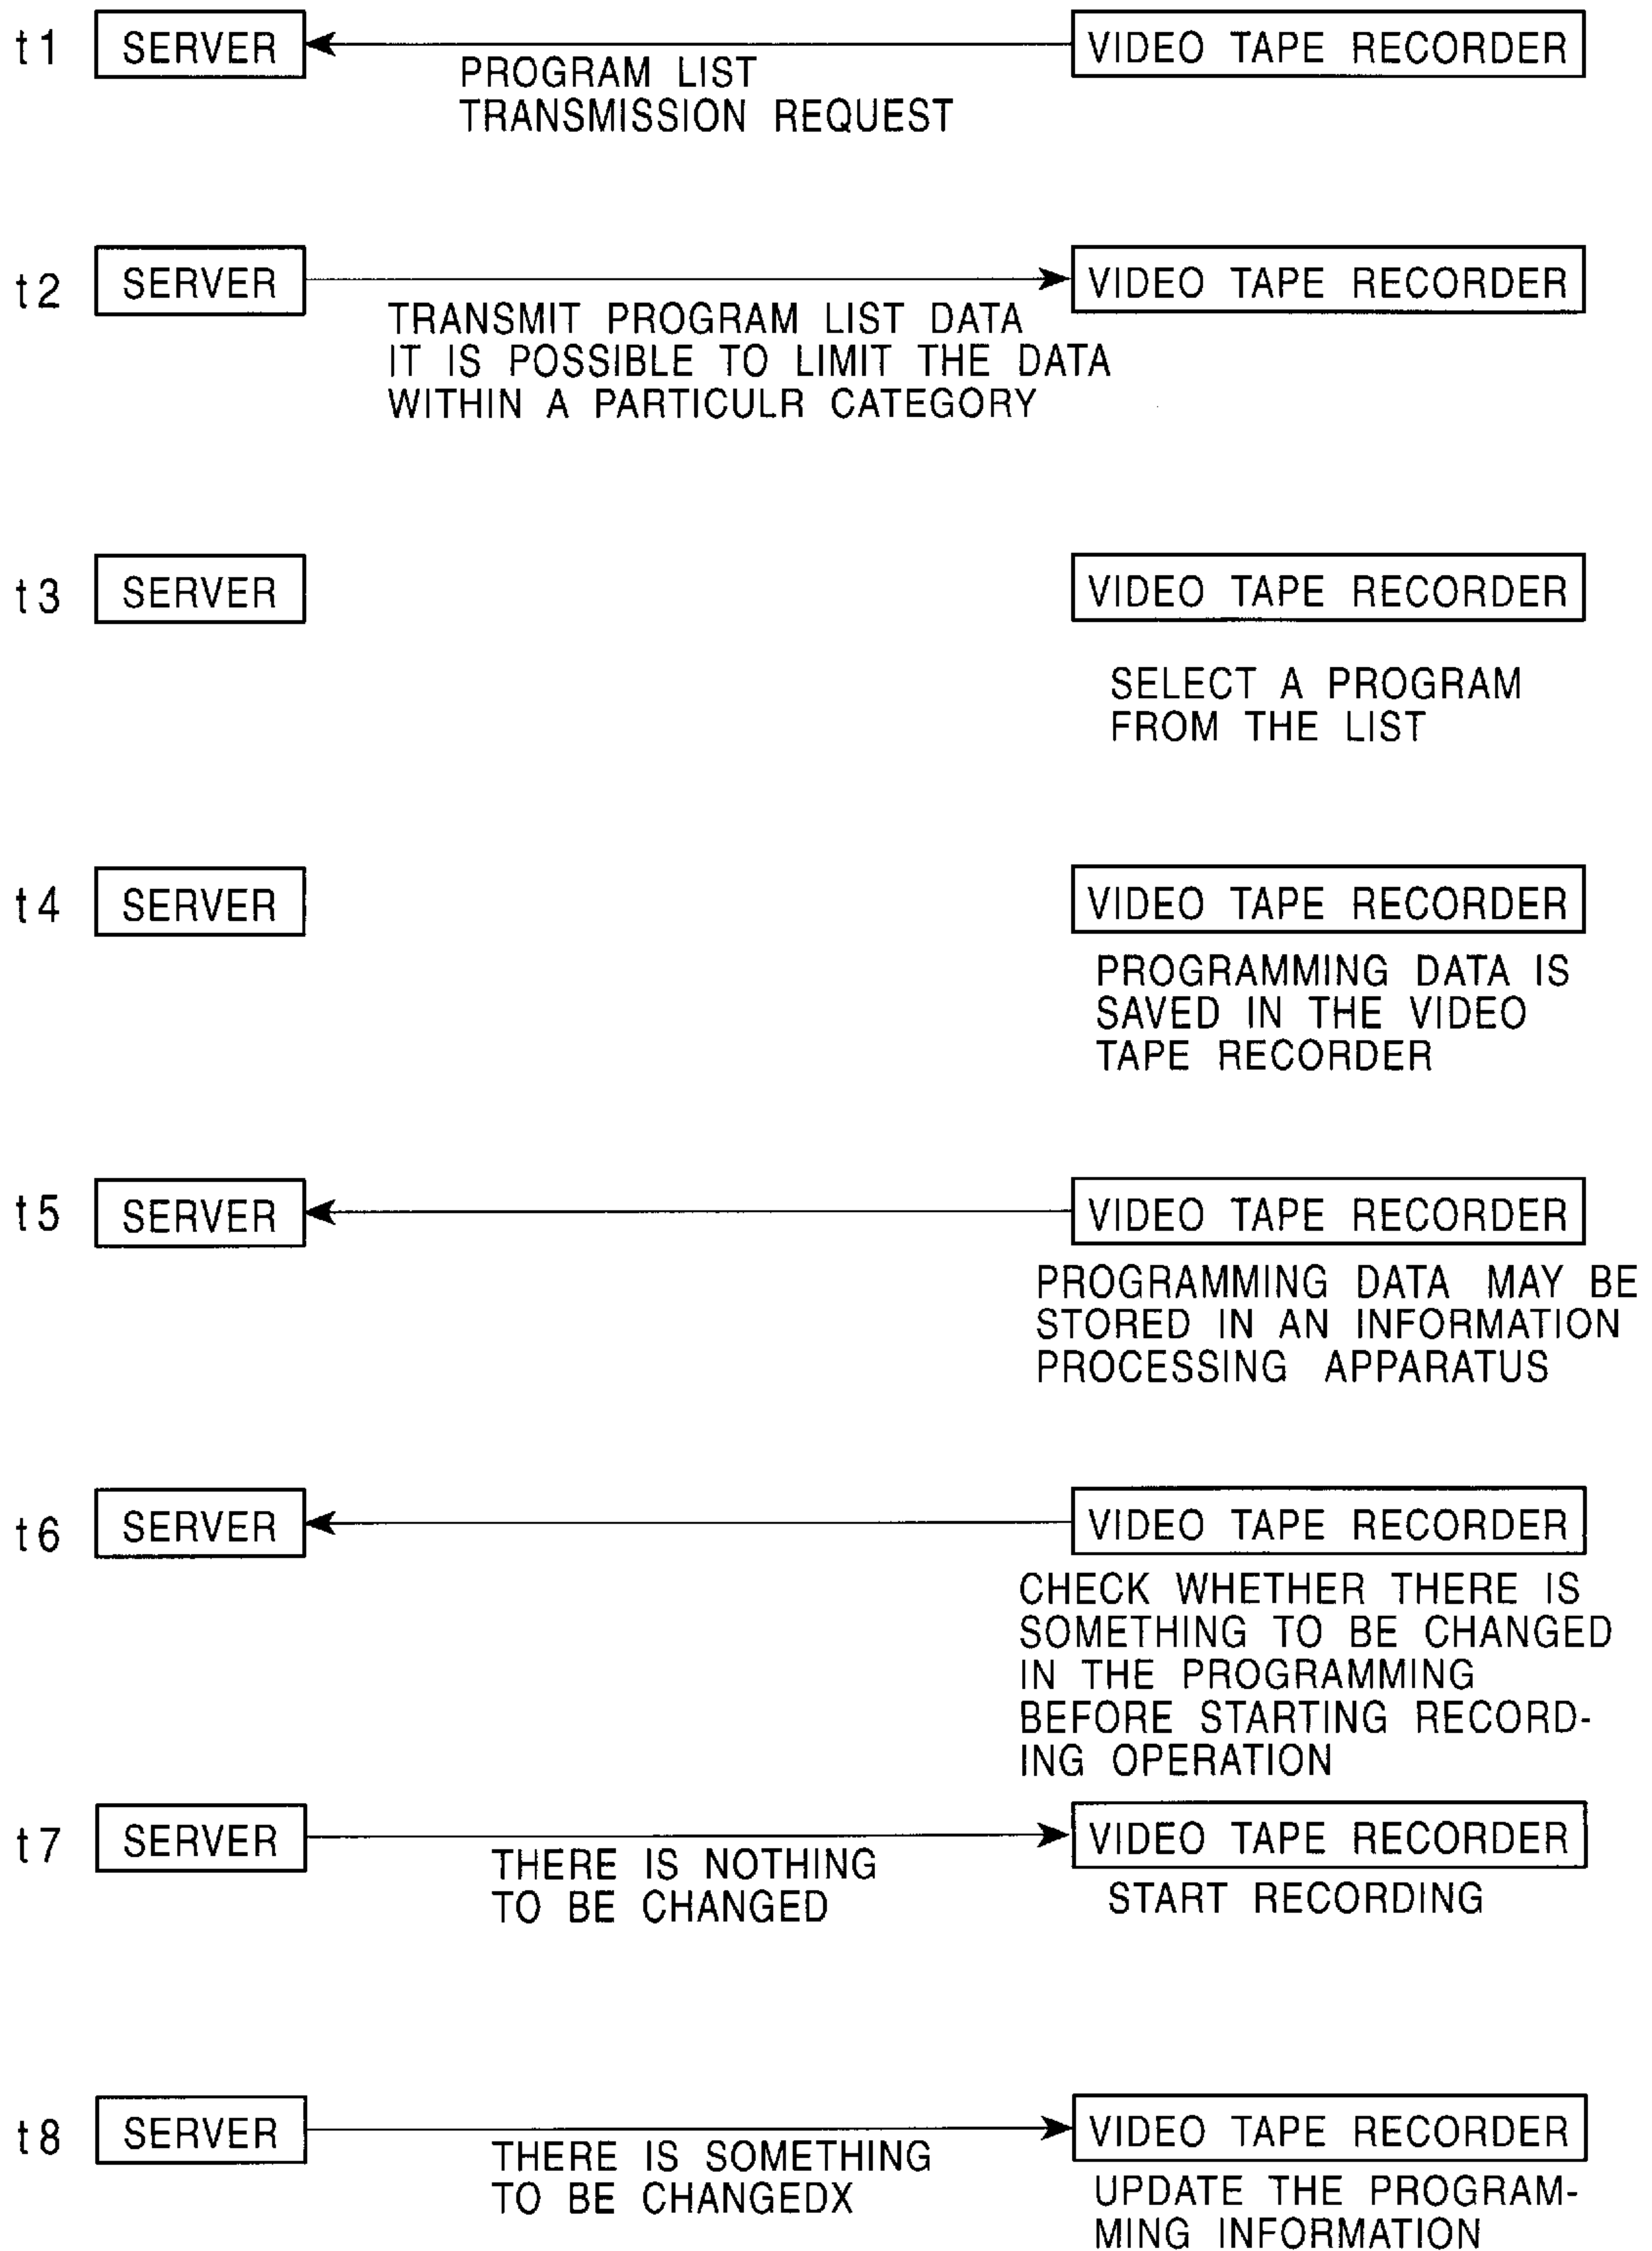 t1 SERVER VIDEO TAPE RECORDER
PROGRAM LIST
TRANSMISSION REQUEST
t2 SERVER VIDEO TAPE RECORDER
TRANSMIT PROGRAM LIST DATA
IT IS POSSIBLE TO LIMIT THE DATA
WITHIN A PARTICULR CATEGORY
t3 SERVER VIDEO TAPE RECORDER
SELECT A PROGRAM
FROM THE LIST
t4 SERVER VIDEO TAPE RECORDER
PROGRAMMING DATA IS
SAVED IN THE VIDEO
TAPE RECORDER
t5 SERVER VIDEO TAPE RECORDER
PROGRAMMING DATA MAY BE
STORED IN AN INFORMATION
PROCESSING APPARATUS
t6 SERVER VIDEO TAPE RECORDER
CHECK WHETHER THERE IS
SOMETHING TO BE CHANGED
IN THE PROGRAMMING
BEFORE STARTING RECORD-
ING OPERATION
t7 SERVER VIDEO TAPE RECORDER
THERE IS NOTHING
TO BE CHANGED
START RECORDING
t8 SERVER VIDEO TAPE RECORDER
THERE IS SOMETHING
TO BE CHANGEDX
UPDATE THE PROGRAM-
MING INFORMATION